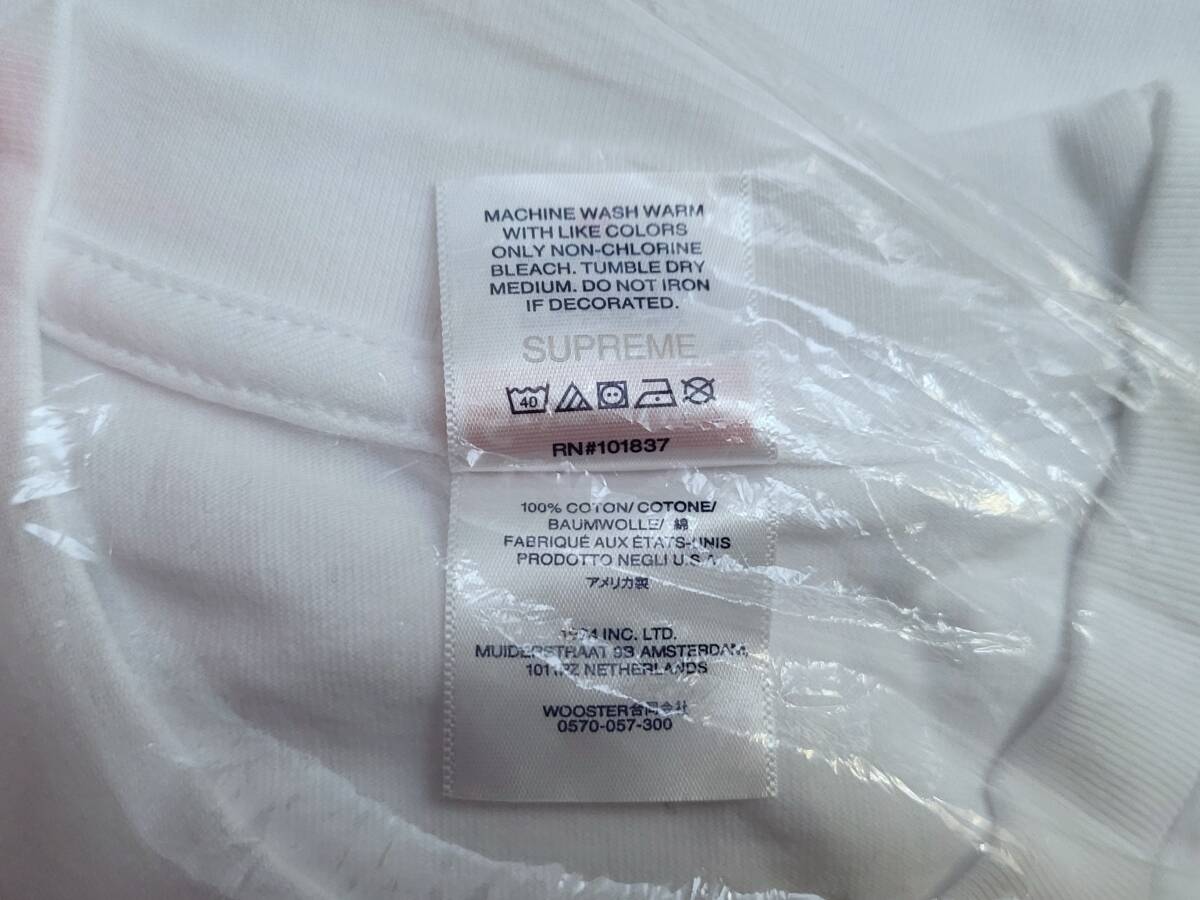 MACHINE WASH WARM
WITH LIKE COLORS
ONLY NON-CHLORINE
BLEACH. TUMBLE DRY
MEDIUM. DO NOT IRON
IF DECORATED.
SUPREME
40
RN#101837
100% COTON/COTONE/
BAUMWOLLE/ 綿
FABRIQUÉ AUX ÉTATS-UNIS
PRODOTTO NEGLI U.S.A
アメリカ製
1994 INC. LTD.
MUIDERSTRAAT 93 AMSTERDAM,
1011PZ NETHERLANDS
WOOSTER合同会社
0570-057-300